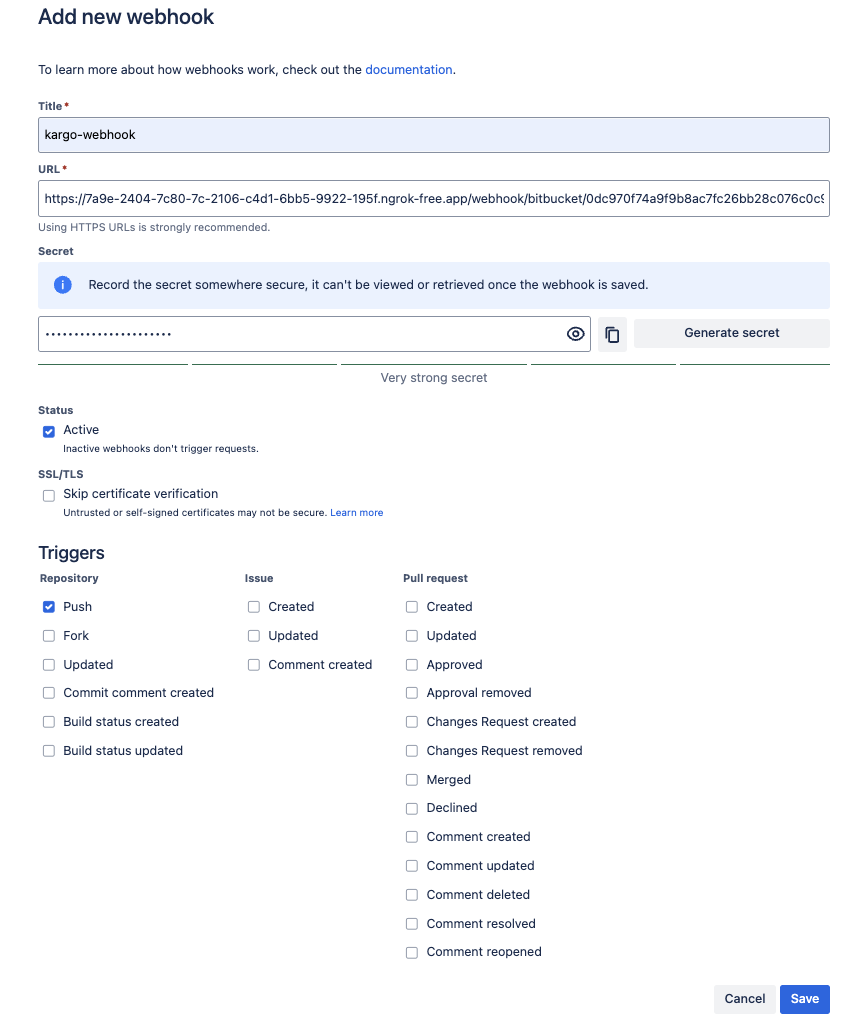 Add new webhook
To learn more about how webhooks work, check out the documentation.
Title *
kargo-webhook
URL *
https://7a9e-2404-7c80-7c-2106-c4d1-6bb5-9922-195f.ngrok-free.app/webhook/bitbucket/0dc970f74a9f9b8ac7fc26bb28c076c0c9
Using HTTPS URLs is strongly recommended.
Secret
Record the secret somewhere secure, it can't be viewed or retrieved once the webhook is saved.
••••••••••••••••••••••
Generate secret
Very strong secret
Status
Active
Inactive webhooks don't trigger requests.
SSL/TLS
Skip certificate verification
Untrusted or self-signed certificates may not be secure. Learn more
Triggers
Repository
Push
Fork
Updated
Commit comment created
Build status created
Build status updated
Issue
Created
Updated
Comment created
Pull request
Created
Updated
Approved
Approval removed
Changes Request created
Changes Request removed
Merged
Declined
Comment created
Comment updated
Comment deleted
Comment resolved
Comment reopened
Cancel
Save